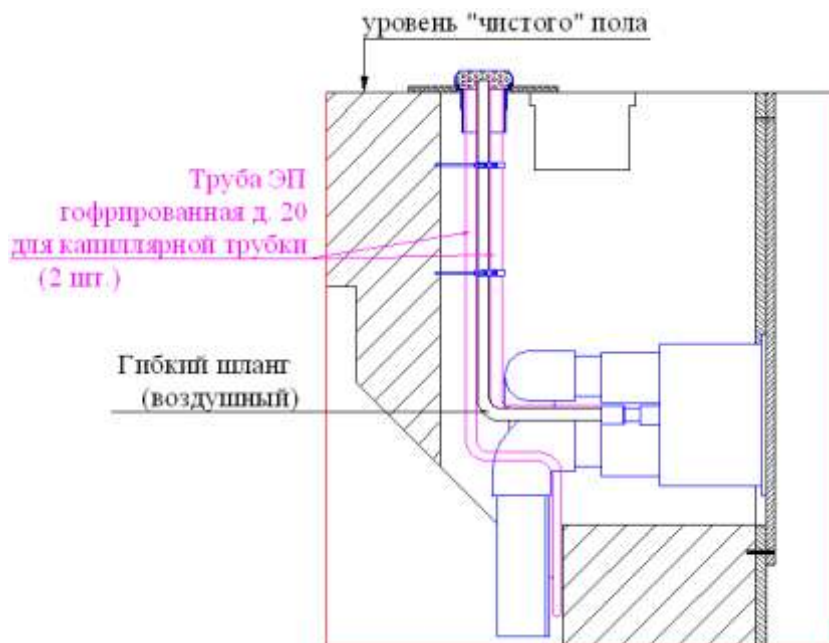 уровень "чистого" пола
Труба ЭП
гофрированная д. 20
для капиллярной трубки
(2 шт.)
Гибкий шланг
(воздушный)